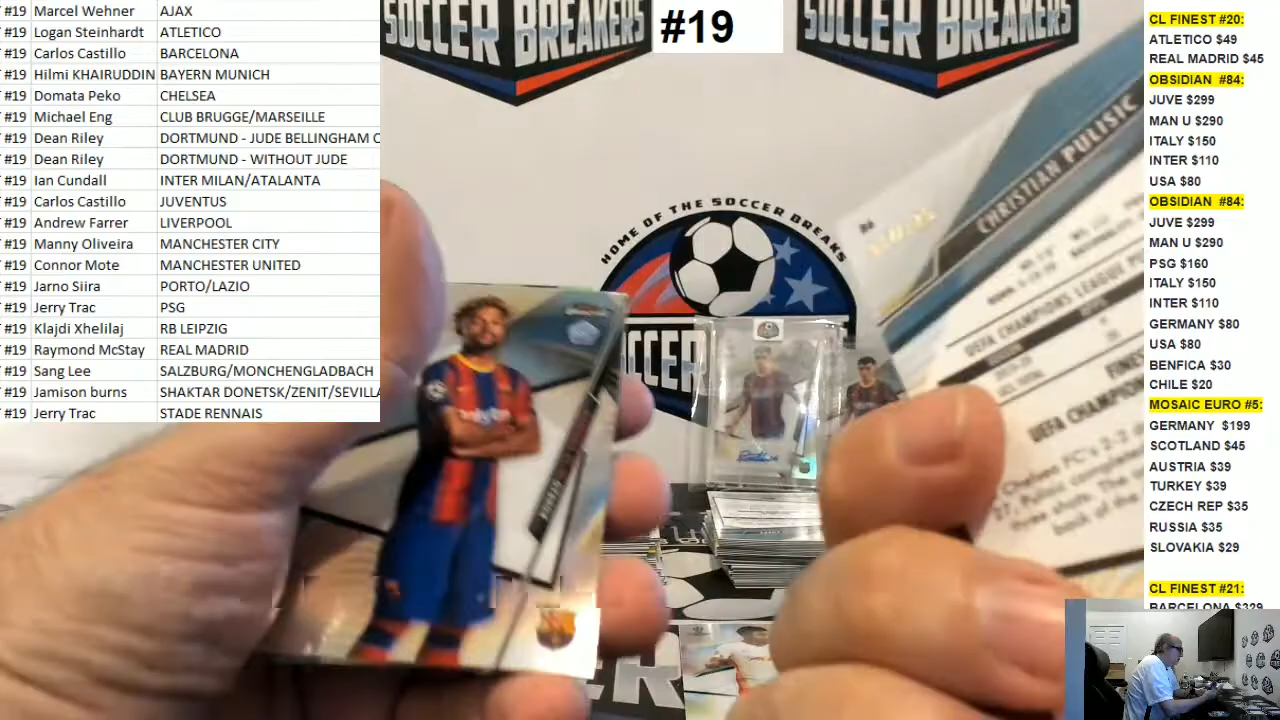 #19 Marcel Wehner AJAX
#19 Logan Steinhardt ATLETICO
#19 Carlos Castillo BARCELONA
#19 Hilmi KHAIRUDDIN BAYERN MUNICH
#19 Domata Peko CHELSEA
#19 Michael Eng CLUB BRUGGE/MARSEILLE
#19 Dean Riley DORTMUND - JUDE BELLINGHAM C
#19 Dean Riley DORTMUND - WITHOUT JUDE
#19 Ian Cundall INTER MILAN/ATALANTA
#19 Carlos Castillo JUVENTUS
#19 Andrew Farrer LIVERPOOL
#19 Manny Oliveira MANCHESTER CITY
#19 Connor Mote MANCHESTER UNITED
#19 Jarno Siira PORTO/LAZIO
#19 Jerry Trac PSG
#19 Klajdi Xhelilaj RB LEIPZIG
#19 Raymond McStay REAL MADRID
#19 Sang Lee SALZBURG/MONCHENGLADBACH
#19 Jamison burns SHAKTAR DONETSK/ZENIT/SEVILLA
#19 Jerry Trac STADE RENNAIS
SOCCER BREAKERS
#19
SOCCER BREAKERS
HOME OF THE SOCCER BREAKS
SOCCER
CHRISTIAN PULISIC
UEFA CHAMPIONS LEAGUE
UEFA CHAMPIONS
CL FINEST #20:
ATLETICO $49
REAL MADRID $45
OBSIDIAN #84:
JUVE $299
MAN U $290
ITALY $150
INTER $110
USA $80
OBSIDIAN #84:
JUVE $299
MAN U $290
PSG $160
ITALY $150
INTER $110
GERMANY $80
USA $80
BENFICA $30
CHILE $20
MOSAIC EURO #5:
GERMANY $199
SCOTLAND $45
AUSTRIA $39
TURKEY $39
CZECH REP $35
RUSSIA $35
SLOVAKIA $29
CL FINEST #21:
BARCELONA $329